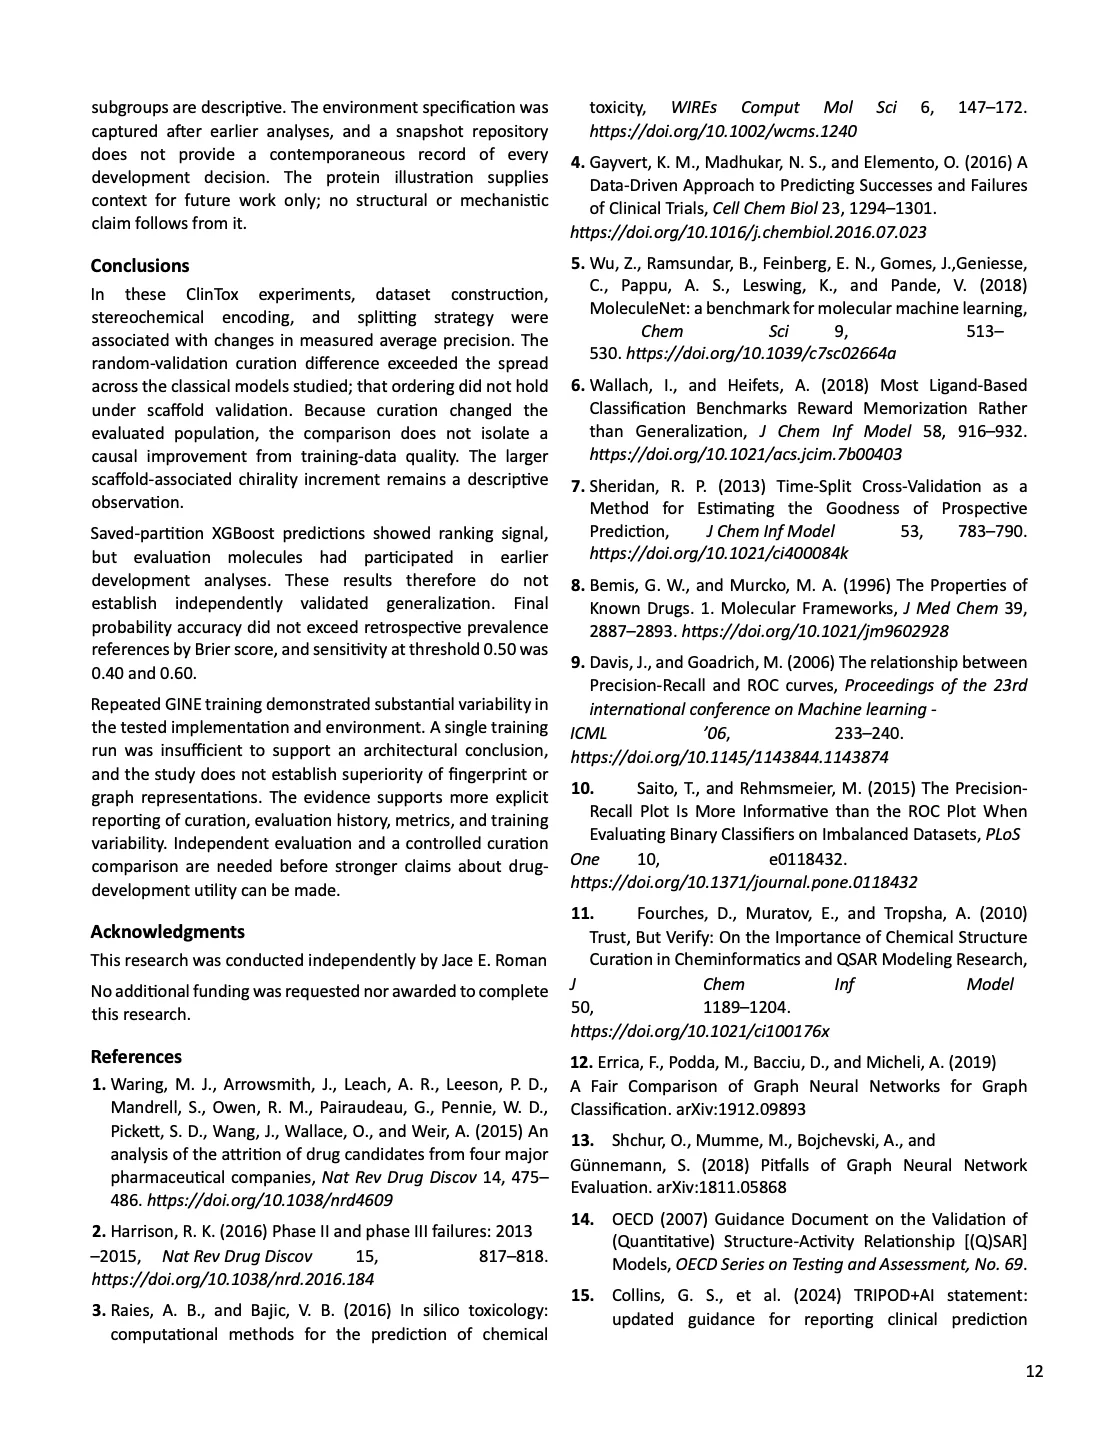 subgroups are descriptive. The environment specification was
captured after earlier analyses, and a snapshot repository
does not provide a contemporaneous record of every
development decision. The protein illustration supplies
context for future work only; no structural or mechanistic
claim follows from it.
Conclusions
In these ClinTox experiments, dataset construction,
stereochemical encoding, and splitting strategy were
associated with changes in measured average precision. The
random-validation curation difference exceeded the spread
across the classical models studied; that ordering did not hold
under scaffold validation. Because curation changed the
evaluated population, the comparison does not isolate a
causal improvement from training-data quality. The larger
scaffold-associated chirality increment remains a descriptive
observation.
Saved-partition XGBoost predictions showed ranking signal,
but evaluation molecules had participated in earlier
development analyses. These results therefore do not
establish independently validated generalization. Final
probability accuracy did not exceed retrospective prevalence
references by Brier score, and sensitivity at threshold 0.50 was
0.40 and 0.60.
Repeated GINE training demonstrated substantial variability in
the tested implementation and environment. A single training
run was insufficient to support an architectural conclusion,
and the study does not establish superiority of fingerprint or
graph representations. The evidence supports more explicit
reporting of curation, evaluation history, metrics, and training
variability. Independent evaluation and a controlled curation
comparison are needed before stronger claims about drug-
development utility can be made.
Acknowledgments
This research was conducted independently by Jace E. Roman
No additional funding was requested nor awarded to complete
this research.
References
1. Waring, M. J., Arrowsmith, J., Leach, A. R., Leeson, P. D.,
Mandrell, S., Owen, R. M., Pairaudeau, G., Pennie, W. D.,
Pickett, S. D., Wang, J., Wallace, O., and Weir, A. (2015) An
analysis of the attrition of drug candidates from four major
pharmaceutical companies, Nat Rev Drug Discov 14, 475–
486. https://doi.org/10.1038/nrd4609
2. Harrison, R. K. (2016) Phase II and phase III failures: 2013
–2015, Nat Rev Drug Discov 15, 817–818.
https://doi.org/10.1038/nrd.2016.184
3. Raies, A. B., and Bajic, V. B. (2016) In silico toxicology:
computational methods for the prediction of chemical
toxicity, WIREs Comput Mol Sci 6, 147–172.
https://doi.org/10.1002/wcms.1240
4. Gayvert, K. M., Madhukar, N. S., and Elemento, O. (2016) A
Data-Driven Approach to Predicting Successes and Failures
of Clinical Trials, Cell Chem Biol 23, 1294–1301.
https://doi.org/10.1016/j.chembiol.2016.07.023
5. Wu, Z., Ramsundar, B., Feinberg, E. N., Gomes, J.,Geniesse,
C., Pappu, A. S., Leswing, K., and Pande, V. (2018)
MoleculeNet: a benchmark for molecular machine learning,
Chem Sci 9, 513–
530. https://doi.org/10.1039/c7sc02664a
6. Wallach, I., and Heifets, A. (2018) Most Ligand-Based
Classification Benchmarks Reward Memorization Rather
than Generalization, J Chem Inf Model 58, 916–932.
https://doi.org/10.1021/acs.jcim.7b00403
7. Sheridan, R. P. (2013) Time-Split Cross-Validation as a
Method for Estimating the Goodness of Prospective
Prediction, J Chem Inf Model 53, 783–790.
https://doi.org/10.1021/ci400084k
8. Bemis, G. W., and Murcko, M. A. (1996) The Properties of
Known Drugs. 1. Molecular Frameworks, J Med Chem 39,
2887–2893. https://doi.org/10.1021/jm9602928
9. Davis, J., and Goadrich, M. (2006) The relationship between
Precision-Recall and ROC curves, Proceedings of the 23rd
international conference on Machine learning -
ICML ’06, 233–240.
https://doi.org/10.1145/1143844.1143874
10. Saito, T., and Rehmsmeier, M. (2015) The Precision-
Recall Plot Is More Informative than the ROC Plot When
Evaluating Binary Classifiers on Imbalanced Datasets, PLoS
One 10, e0118432.
https://doi.org/10.1371/journal.pone.0118432
11. Fourches, D., Muratov, E., and Tropsha, A. (2010)
Trust, But Verify: On the Importance of Chemical Structure
Curation in Cheminformatics and QSAR Modeling Research,
J Chem Inf Model
50, 1189–1204.
https://doi.org/10.1021/ci100176x
12. Errica, F., Podda, M., Bacciu, D., and Micheli, A. (2019)
A Fair Comparison of Graph Neural Networks for Graph
Classification. arXiv:1912.09893
13. Shchur, O., Mumme, M., Bojchevski, A., and
Günnemann, S. (2018) Pitfalls of Graph Neural Network
Evaluation. arXiv:1811.05868
14. OECD (2007) Guidance Document on the Validation of
(Quantitative) Structure-Activity Relationship [(Q)SAR]
Models, OECD Series on Testing and Assessment, No. 69.
15. Collins, G. S., et al. (2024) TRIPOD+AI statement:
updated guidance for reporting clinical prediction
12